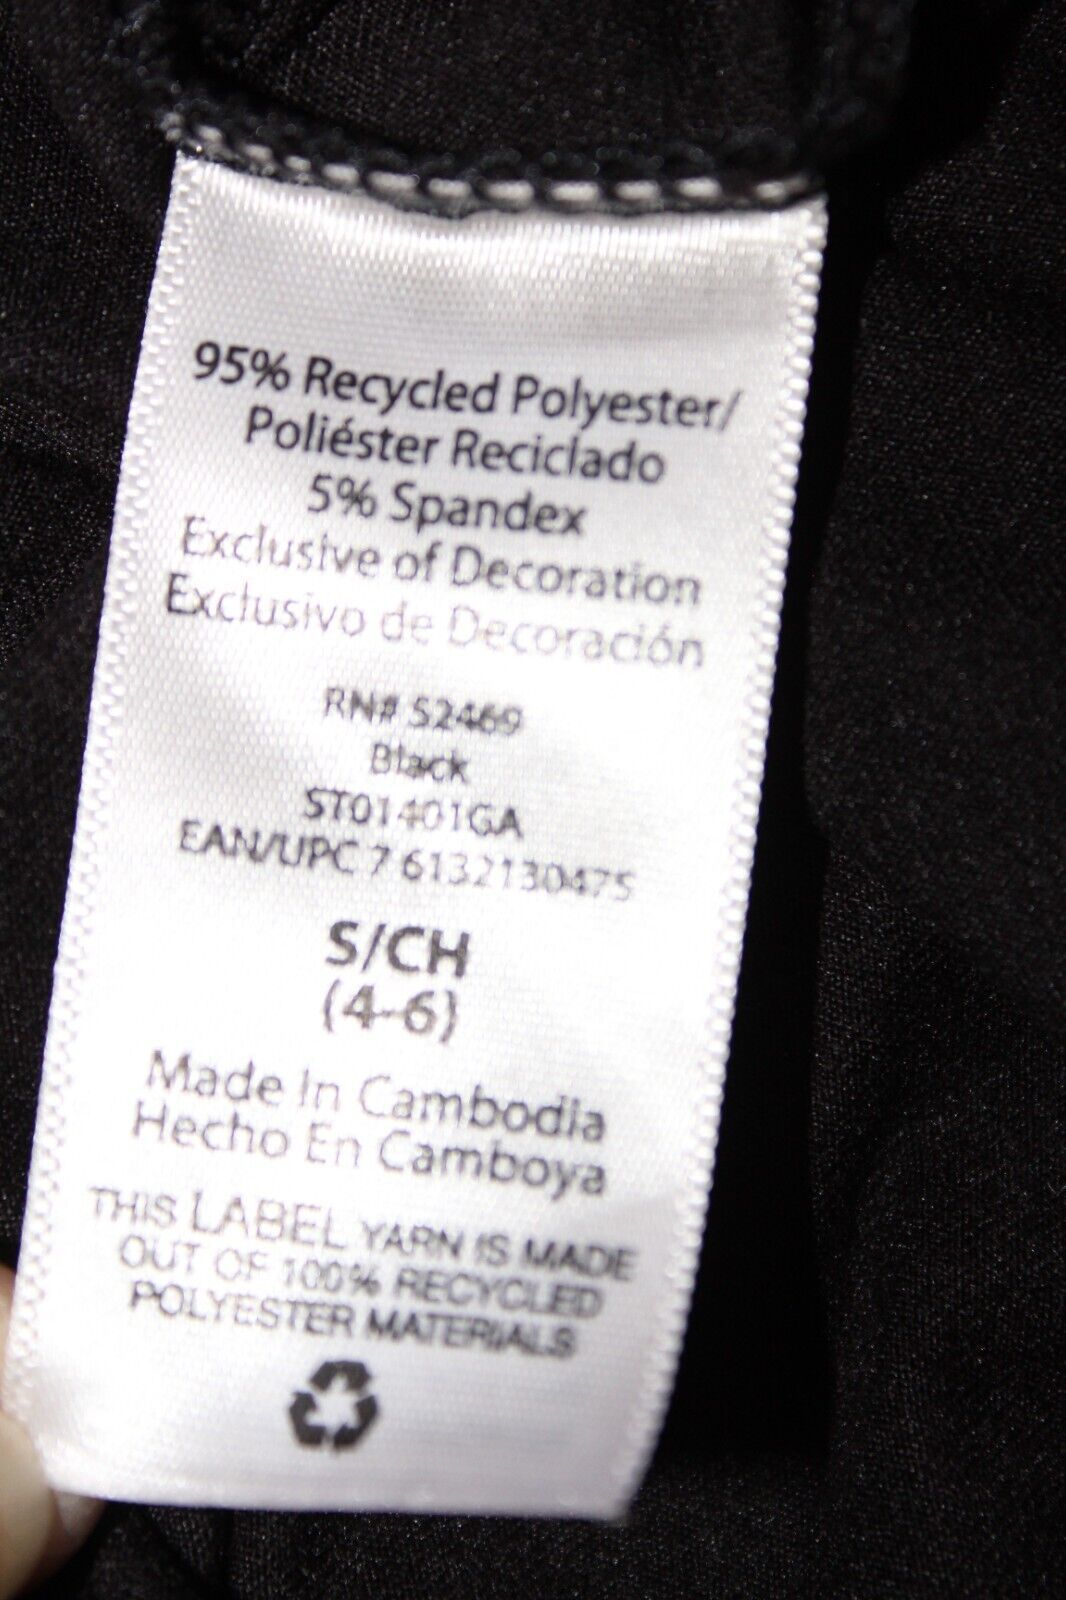 95% Recycled Polyester/
Poliéster Reciclado
5% Spandex
Exclusive of Decoration
Exclusivo de Decoración
RN# 52469
Black
ST01401GA
EAN/UPC 7 6132130475
S/CH
(4-6)
Made In Cambodia
Hecho En Camboya
THIS LABEL YARN IS MADE
OUT OF 100% RECYCLED
POLYESTER MATERIALS